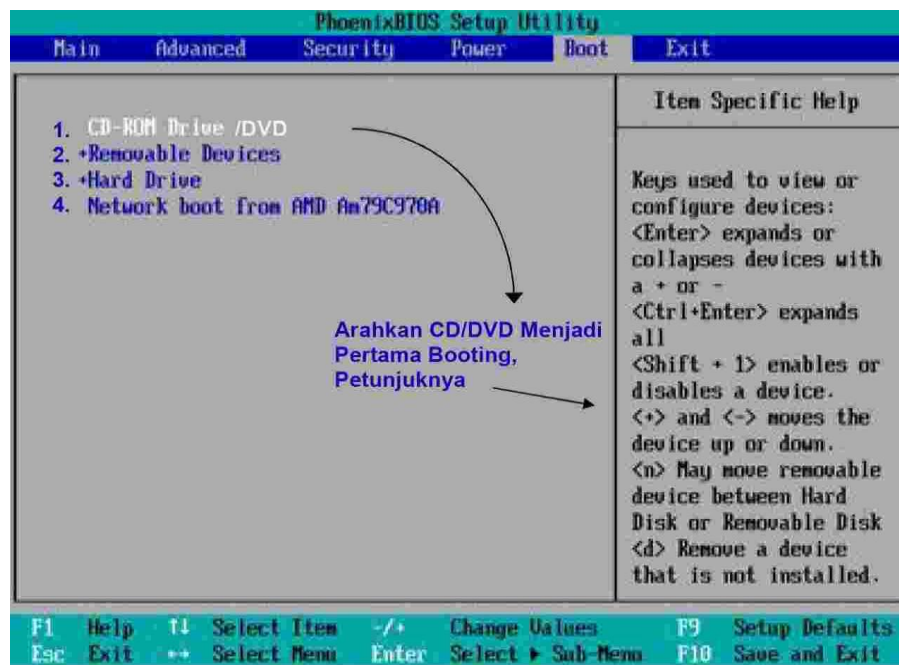 PhoenixBIOS Setup Utility
Main Advanced Security Power Boot Exit
1. CD-ROM Drive /DVD
2. +Removable Devices
3. +Hard Drive
4. Network boot from AMD Am79C970A
Arahkan CD/DVD Menjadi
Pertama Booting,
Petunjuknya
Item Specific Help
Keys used to view or
configure devices:
<Enter> expands or
collapses devices with
a + or -
<Ctrl+Enter> expands
all
<Shift + 1> enables or
disables a device.
<+> and <-> moves the
device up or down.
<n> May move removable
device between Hard
Disk or Removable Disk
<d> Remove a device
that is not installed.
F1 Help ↑↓ Select Item -/+ Change Values F9 Setup Defaults
Esc Exit ↔ Select Menu Enter Select ▶ Sub-Menu F10 Save and Exit